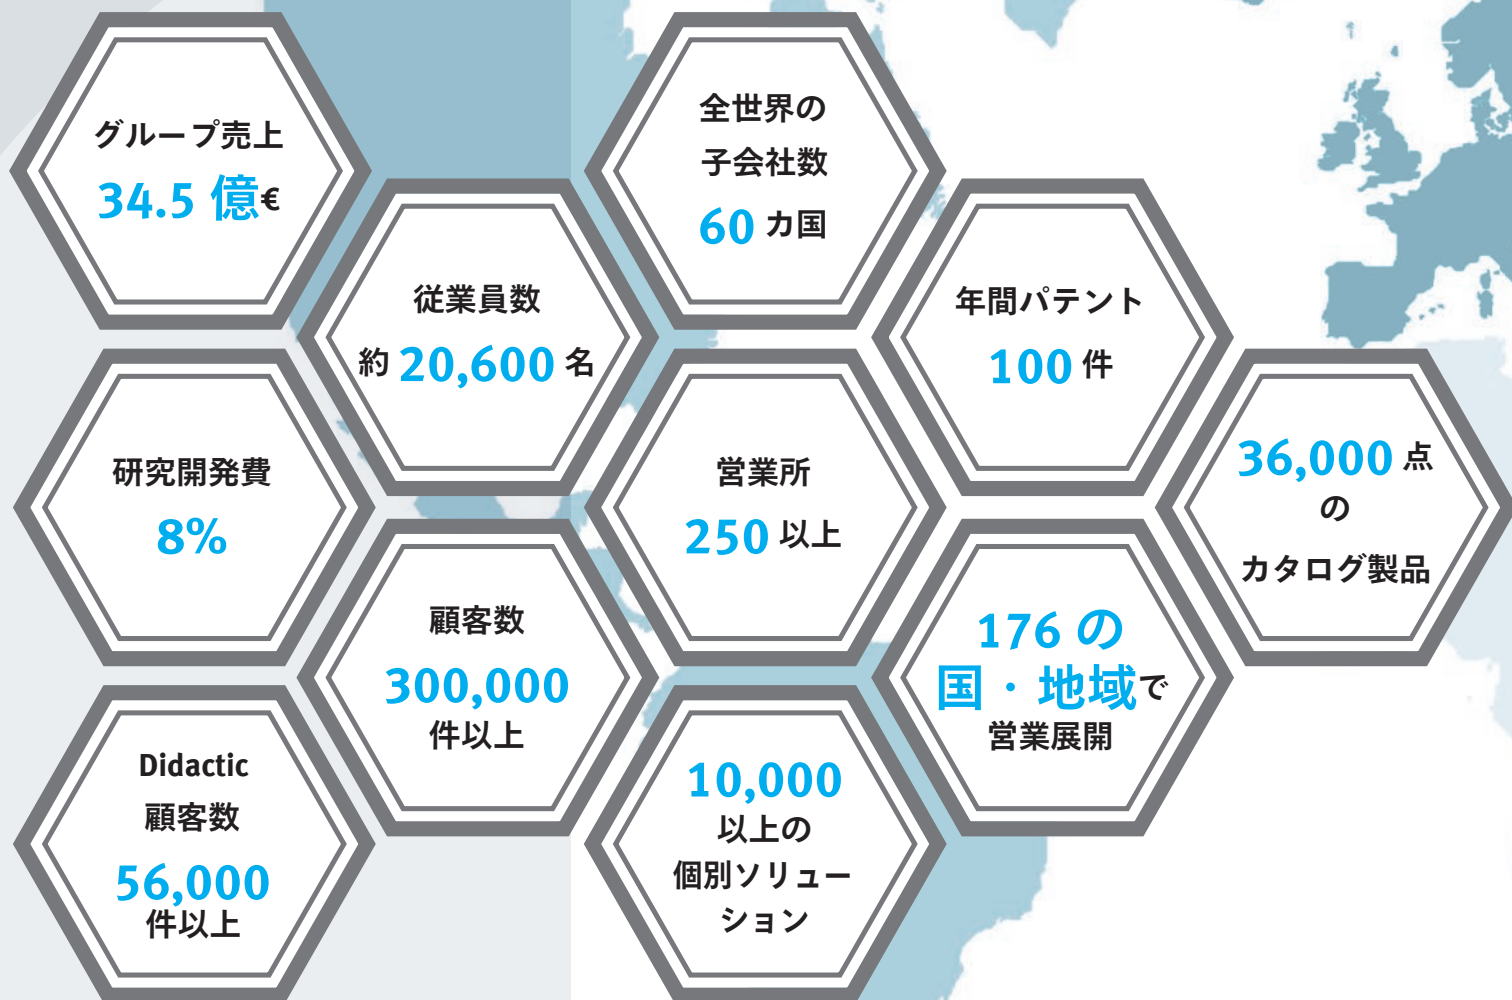 グループ売上
34.5 億€
全世界の
子会社数
60 カ国
従業員数
約 20,600 名
年間パテント
100 件
研究開発費
8%
営業所
250 以上
36,000 点
の
カタログ製品
顧客数
300,000
件以上
176 の
国・地域で
営業展開
Didactic
顧客数
56,000
件以上
10,000
以上の
個別ソリュー
ション